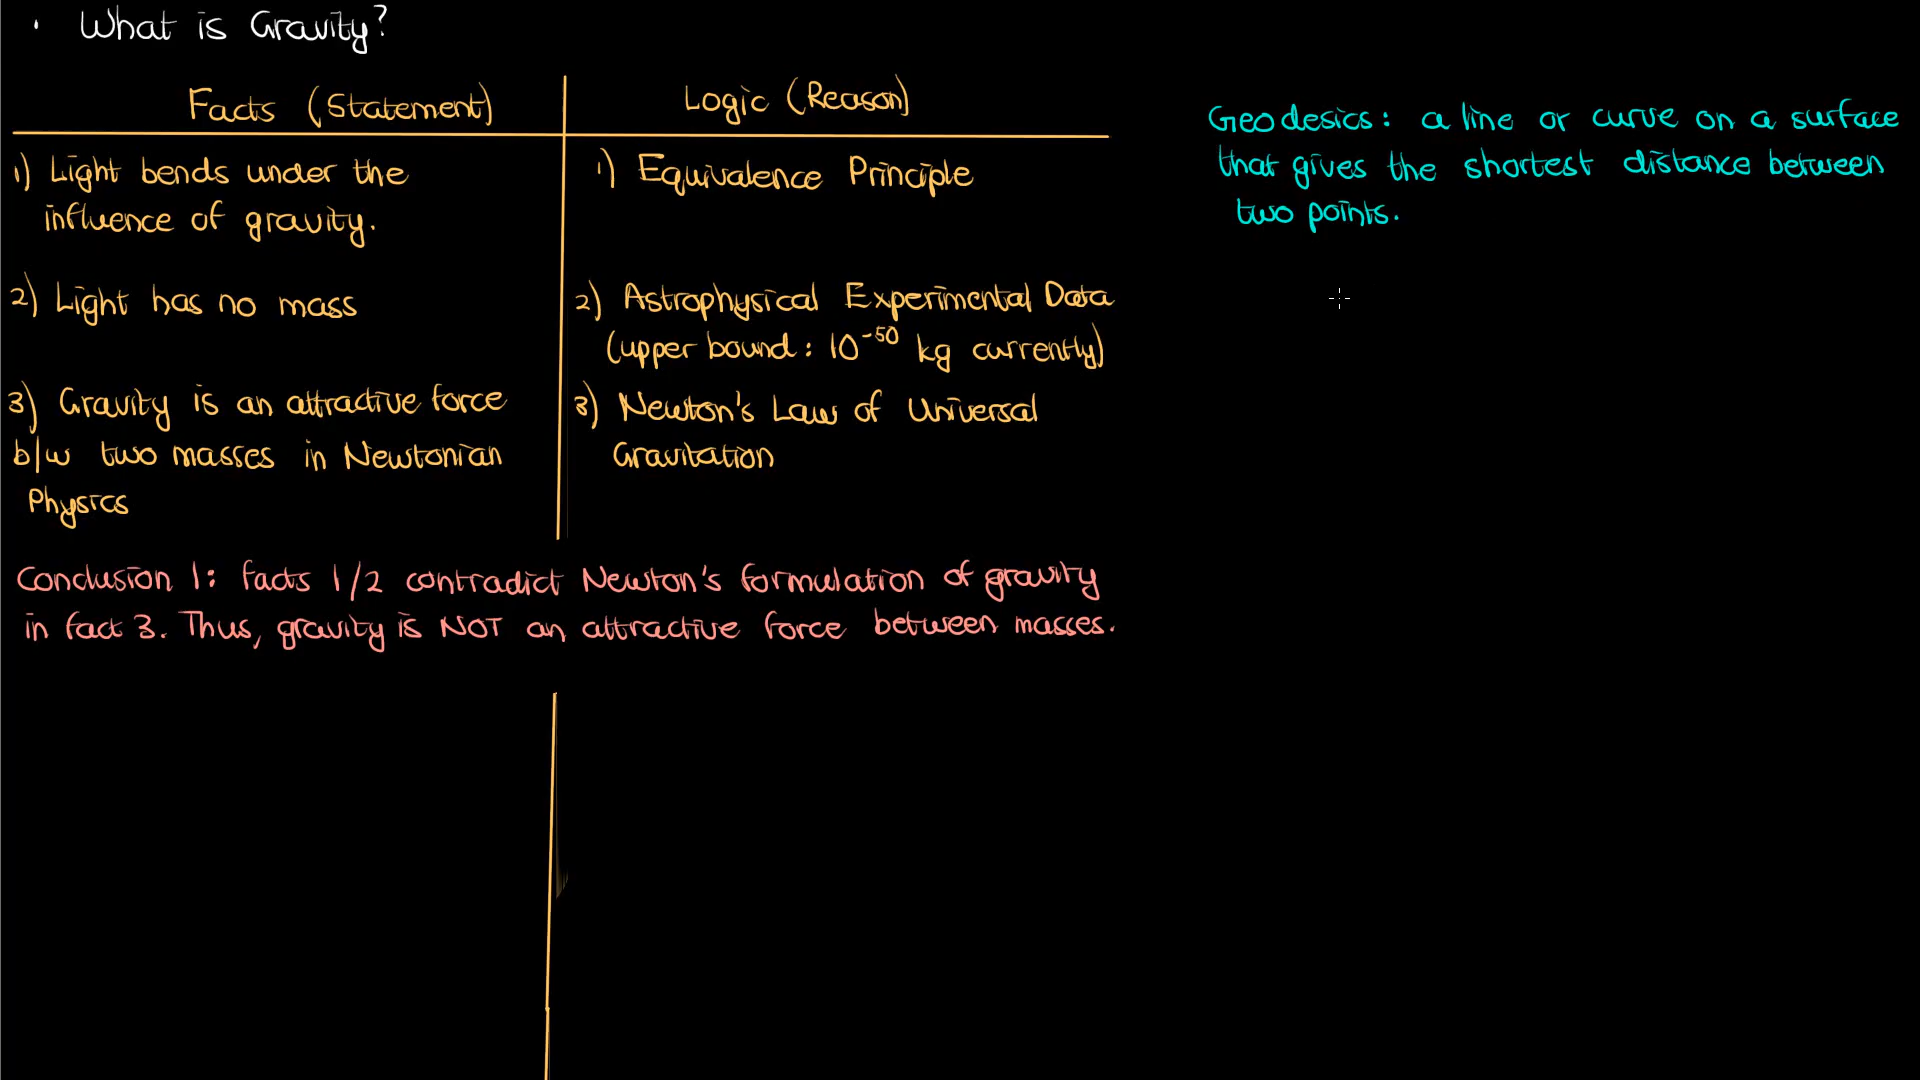 • What is Gravity?
Facts (Statement)
Logic (Reason)
1) Light bends under the
influence of gravity.
1) Equivalence Principle
2) Light has no mass
2) Astrophysical Experimental Data
(upper bound: 10⁻⁵⁰ kg currently)
3) Gravity is an attractive force
b/w two masses in Newtonian
Physics
3) Newton's Law of Universal
Gravitation
Conclusion 1: facts 1/2 contradict Newton's formulation of gravity
in fact 3. Thus, gravity is NOT an attractive force between masses.
Geodesics: a line or curve on a surface
that gives the shortest distance between
two points.